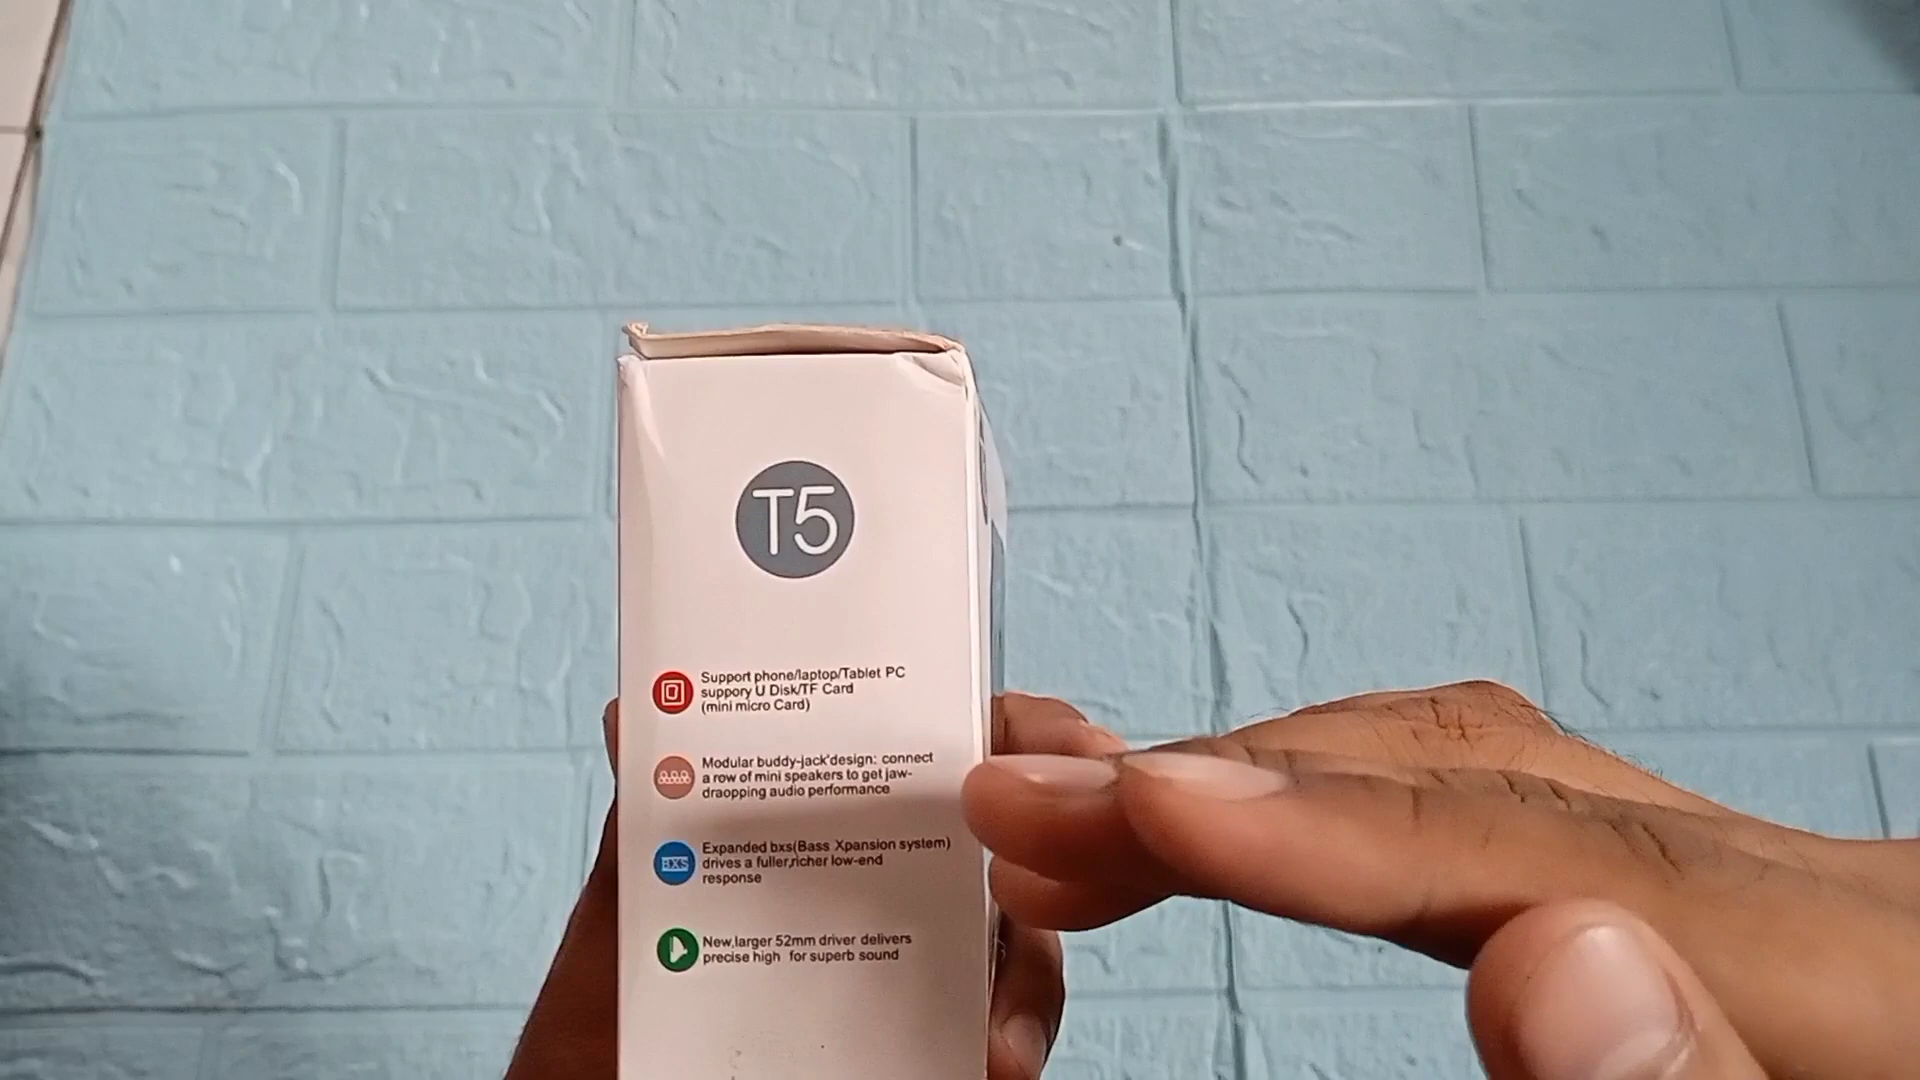 T5
Support phone/laptop/Tablet PC
suppory U Disk/TF Card
(mini micro Card)
Modular buddy-jack'design: connect
a row of mini speakers to get jaw-
draopping audio performance
BXS
Expanded bxs(Bass Xpansion system)
drives a fuller,richer low-end
response
New,larger 52mm driver delivers
precise high for superb sound